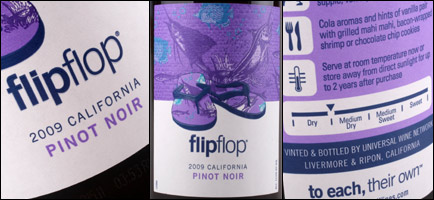 flipflop®
2009 CALIFORNIA
PINOT NOIR
flipflop®
2009 CALIFORNIA
PINOT NOIR
Cola aromas and hints of vanilla pair
with grilled mahi mahi, bacon-wrapped
shrimp or chocolate chip cookies
Serve at room temperature now or
store away from direct sunlight for up
to 2 years after purchase
Dry Medium Dry Medium Sweet Sweet
VINTED & BOTTLED BY UNIVERSAL WINE NETWORK
LIVERMORE & RIPON, CALIFORNIA
to each, their own™